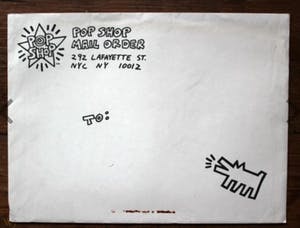 POP
SHOP
POP SHOP
MAIL ORDER
292 LAFAYETTE ST.
NYC NY 10012
TO: